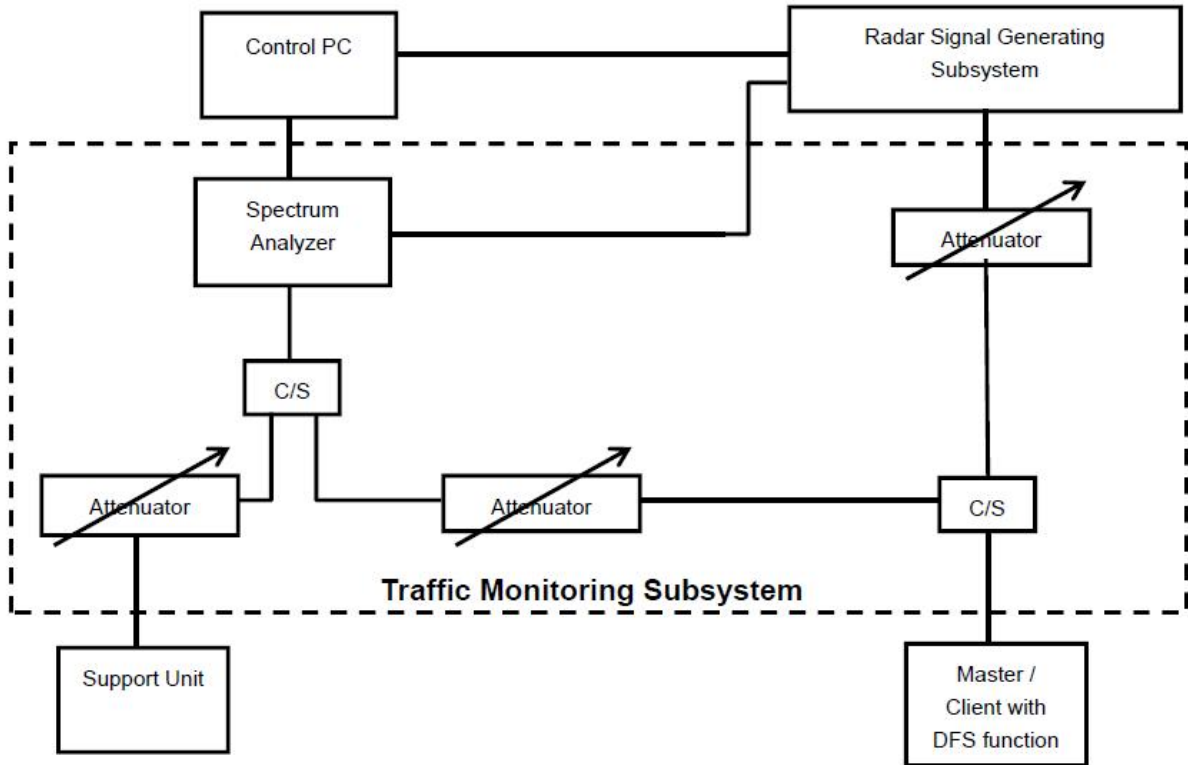 Control PC
Radar Signal Generating
Subsystem
Spectrum
Analyzer
Attenuator
C/S
Attenuator
Attenuator
C/S
Traffic Monitoring Subsystem
Support Unit
Master /
Client with
DFS function